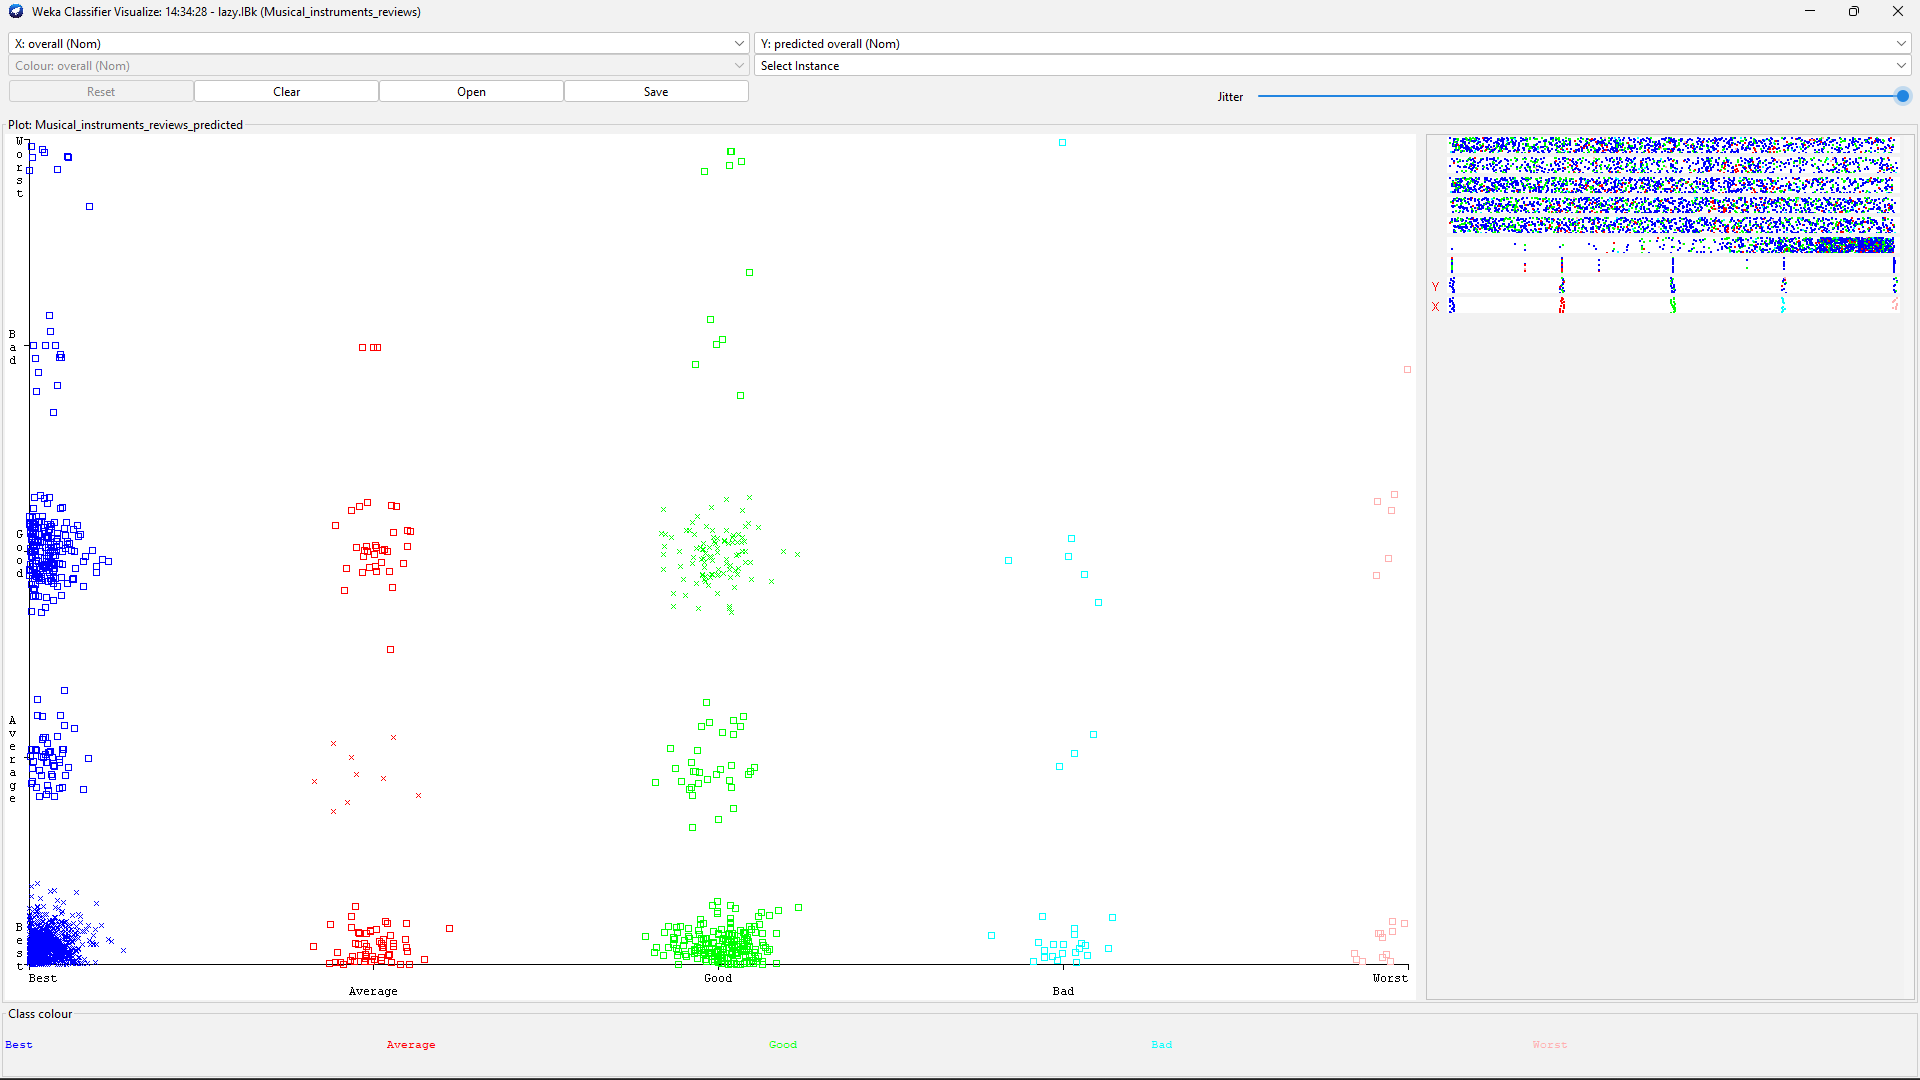 Weka Classifier Visualize: 14:34:28 - lazy.IBk (Musical_instruments_reviews)
X: overall (Nom)
Y: predicted overall (Nom)
Colour: overall (Nom)
Select Instance
Reset
Clear
Open
Save
Jitter
Plot: Musical_instruments_reviews_predicted
Worst
Bad
Good
Average
Best
Best
Average
Good
Bad
Worst
Y
X
Class colour
Best
Average
Good
Bad
Worst